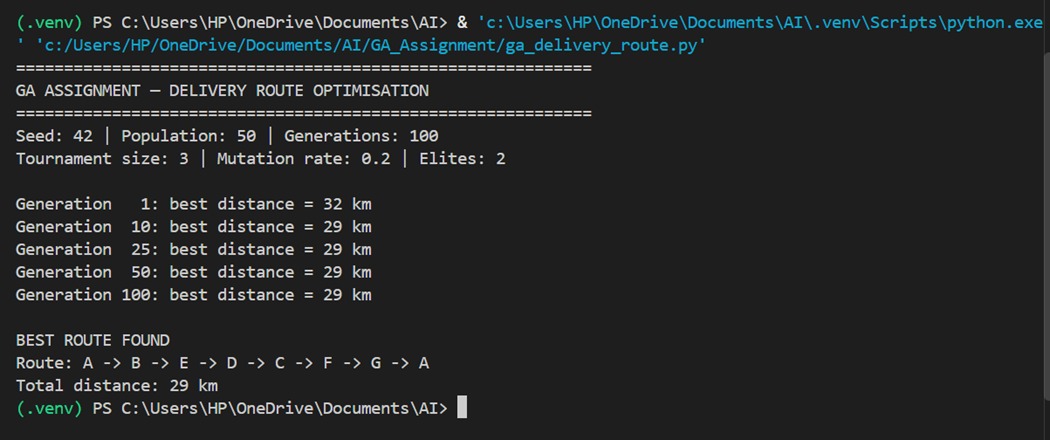 (.venv) PS C:\Users\HP\OneDrive\Documents\AI> & 'c:\Users\HP\OneDrive\Documents\AI\.venv\Scripts\python.exe
' 'c:/Users/HP/OneDrive/Documents/AI/GA_Assignment/ga_delivery_route.py'
============================================================
GA ASSIGNMENT — DELIVERY ROUTE OPTIMISATION
============================================================
Seed: 42 | Population: 50 | Generations: 100
Tournament size: 3 | Mutation rate: 0.2 | Elites: 2

Generation   1: best distance = 32 km
Generation  10: best distance = 29 km
Generation  25: best distance = 29 km
Generation  50: best distance = 29 km
Generation 100: best distance = 29 km

BEST ROUTE FOUND
Route: A -> B -> E -> D -> C -> F -> G -> A
Total distance: 29 km
(.venv) PS C:\Users\HP\OneDrive\Documents\AI>